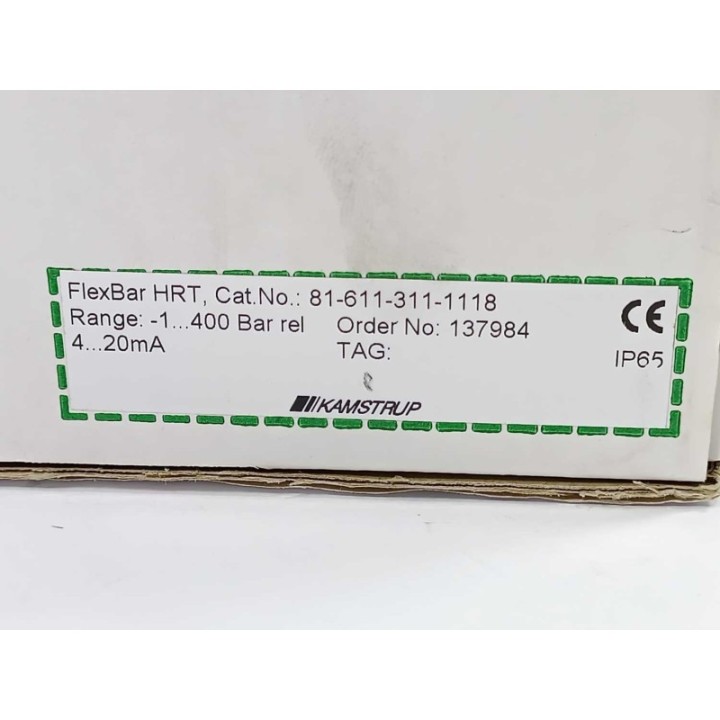 FlexBar HRT, Cat.No.: 81-611-311-1118
Range: -1...400 Bar rel Order No: 137984
4...20mA TAG:
CE
IP65
KAMSTRUP